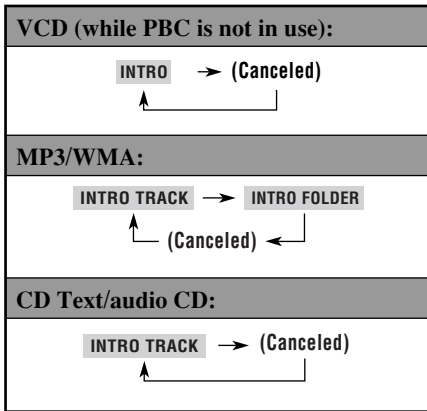 VCD (while PBC is not in use):
INTRO (Canceled)
MP3/WMA:
INTRO TRACK INTRO FOLDER
(Canceled)
CD Text/audio CD:
INTRO TRACK (Canceled)